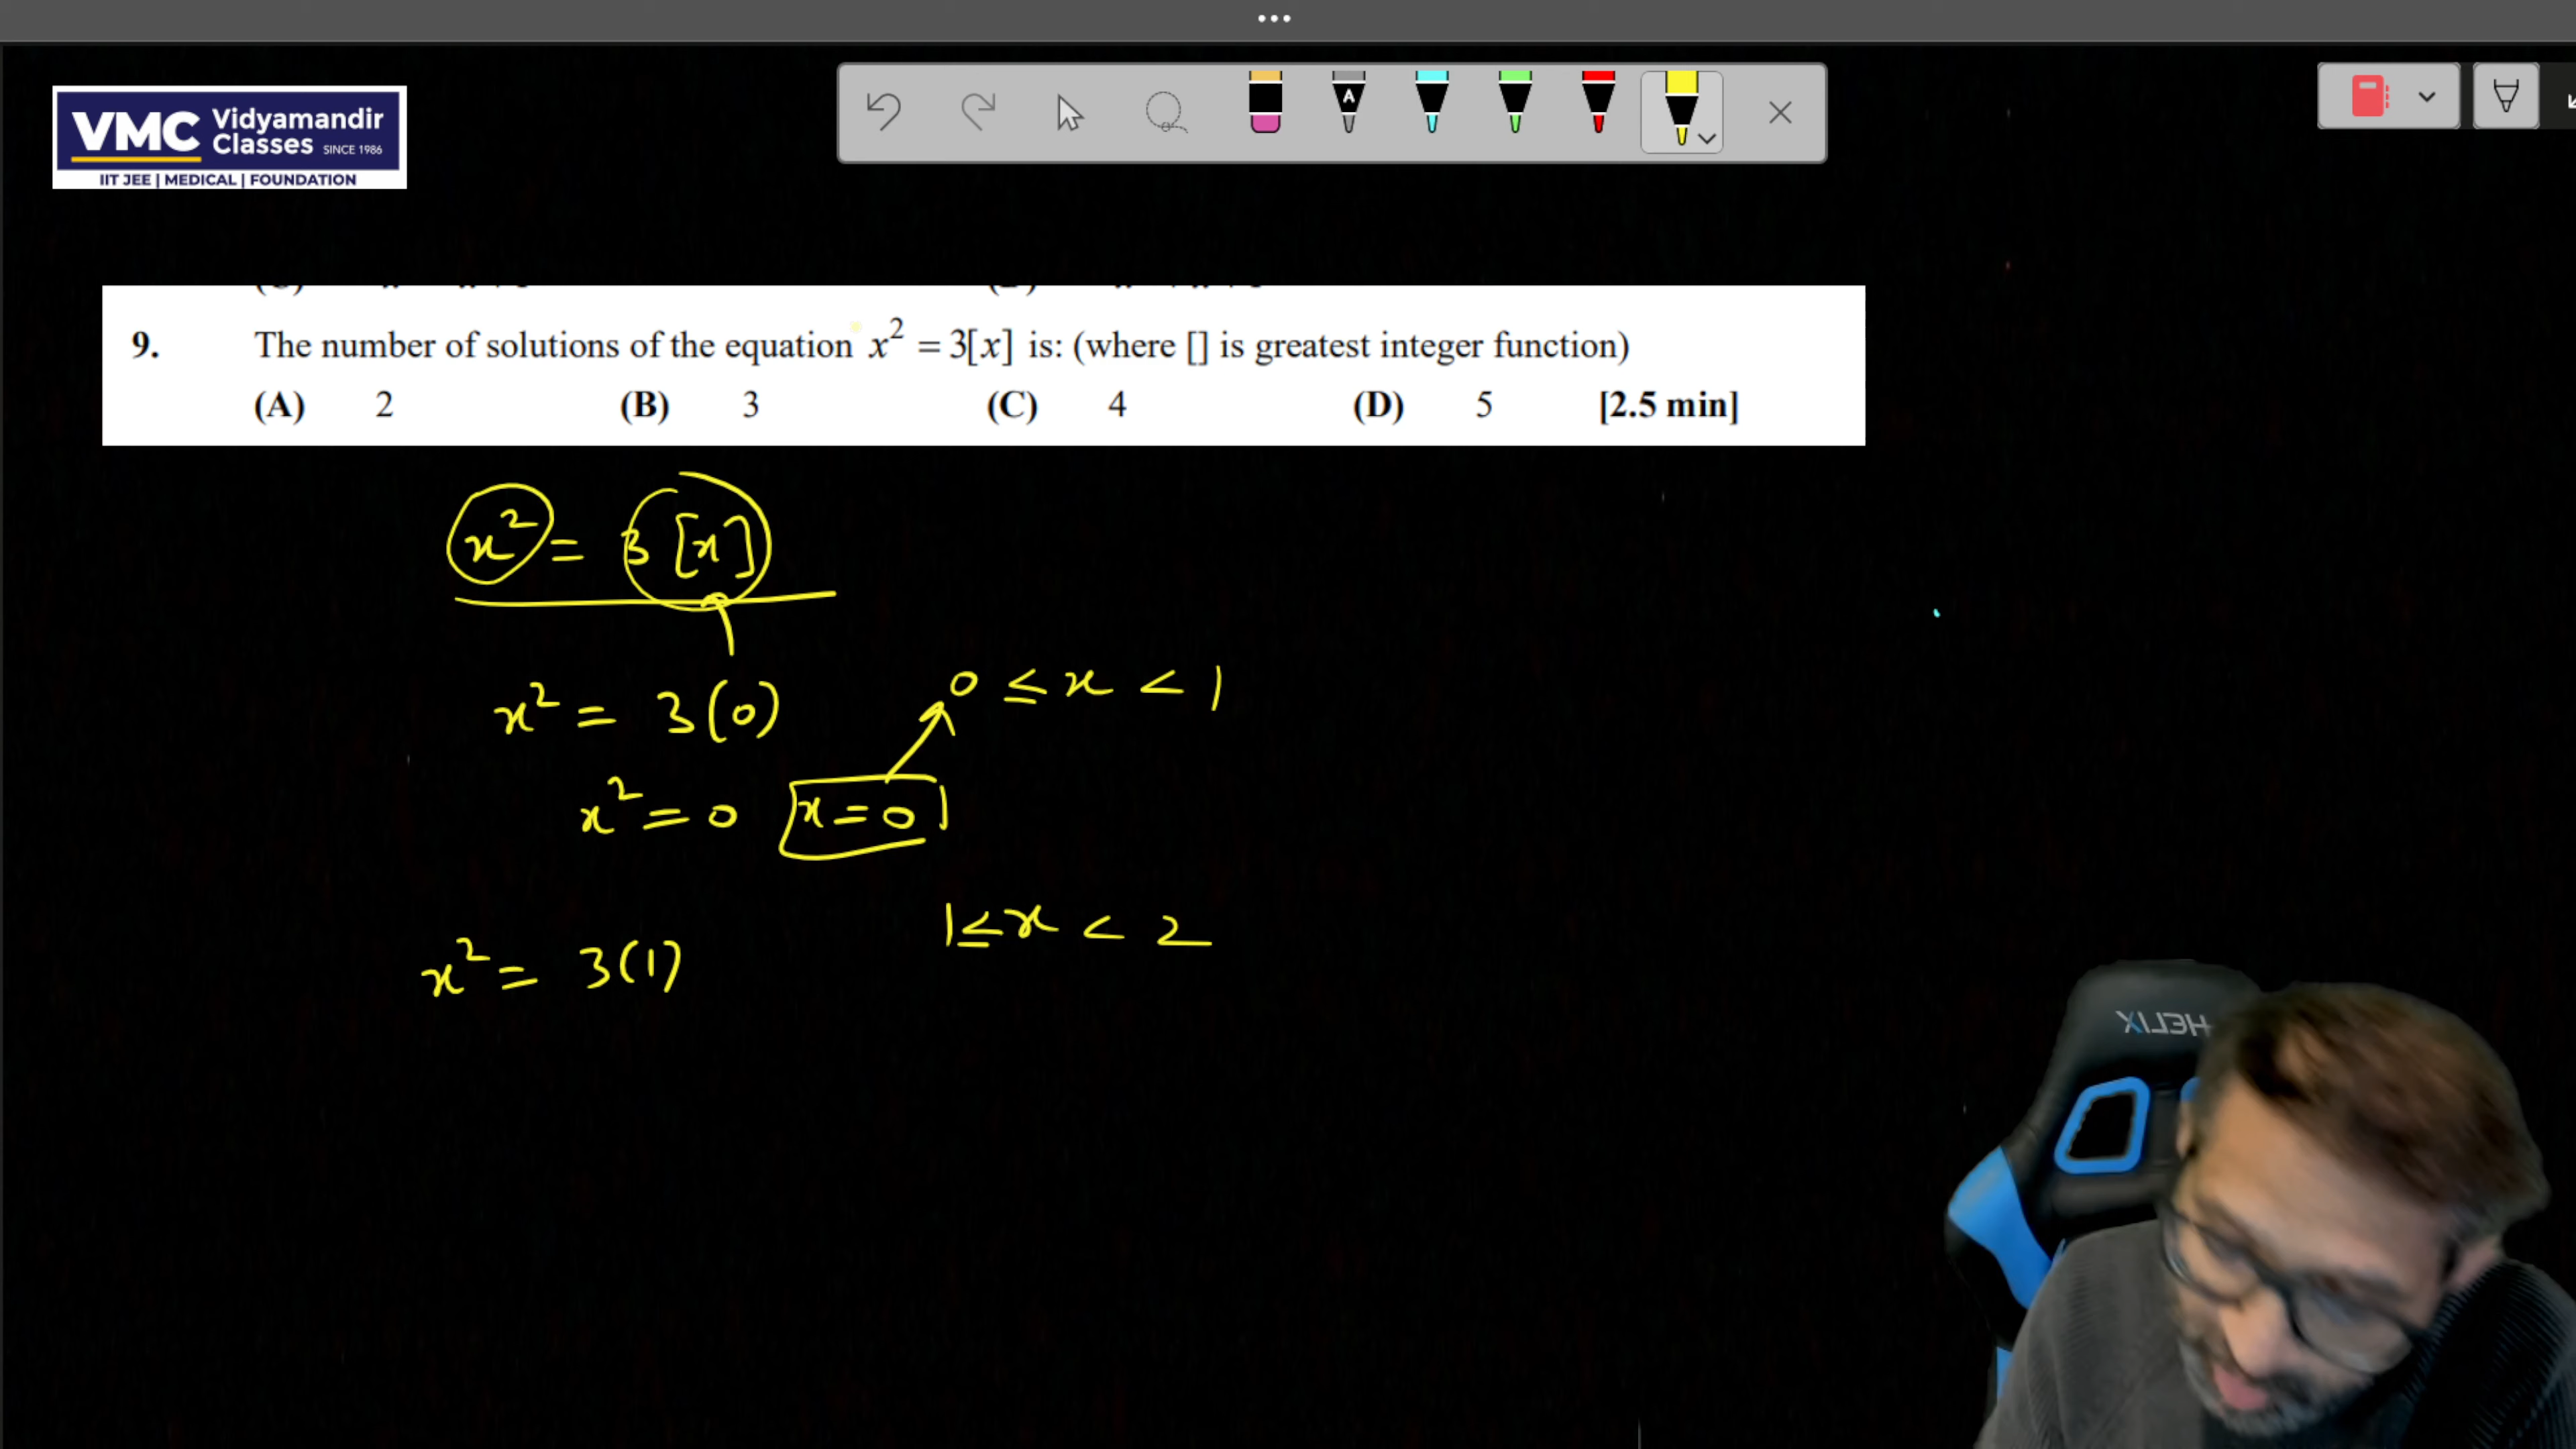 VMC Vidyamandir Classes SINCE 1986
IIT JEE | MEDICAL | FOUNDATION
A
9. The number of solutions of the equation x² = 3[x] is: (where [] is greatest integer function)
(A) 2 (B) 3 (C) 4 (D) 5 [2.5 min]
x² = 3[x]
x² = 3(0) 0 ≤ x < 1
x² = 0 x = 0
1 ≤ x < 2
x² = 3(1)
HELIX